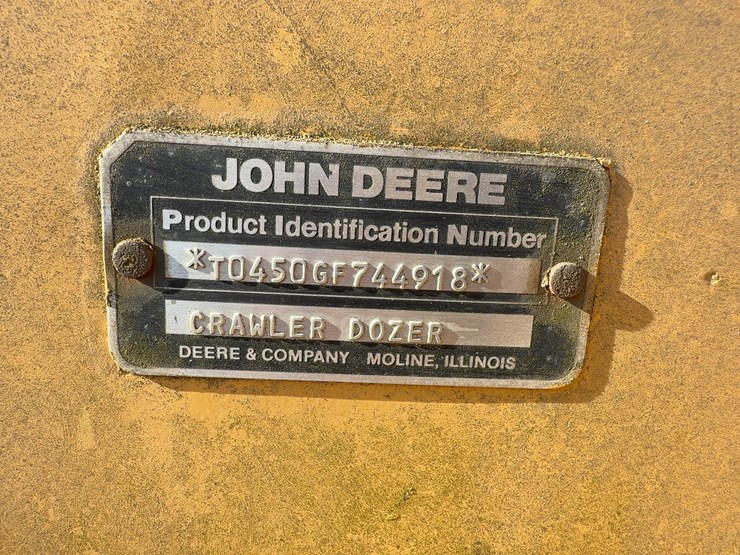 JOHN DEERE
Product Identification Number
*T0450GF744918*
CRAWLER DOZER
DEERE & COMPANY MOLINE, ILLINOIS